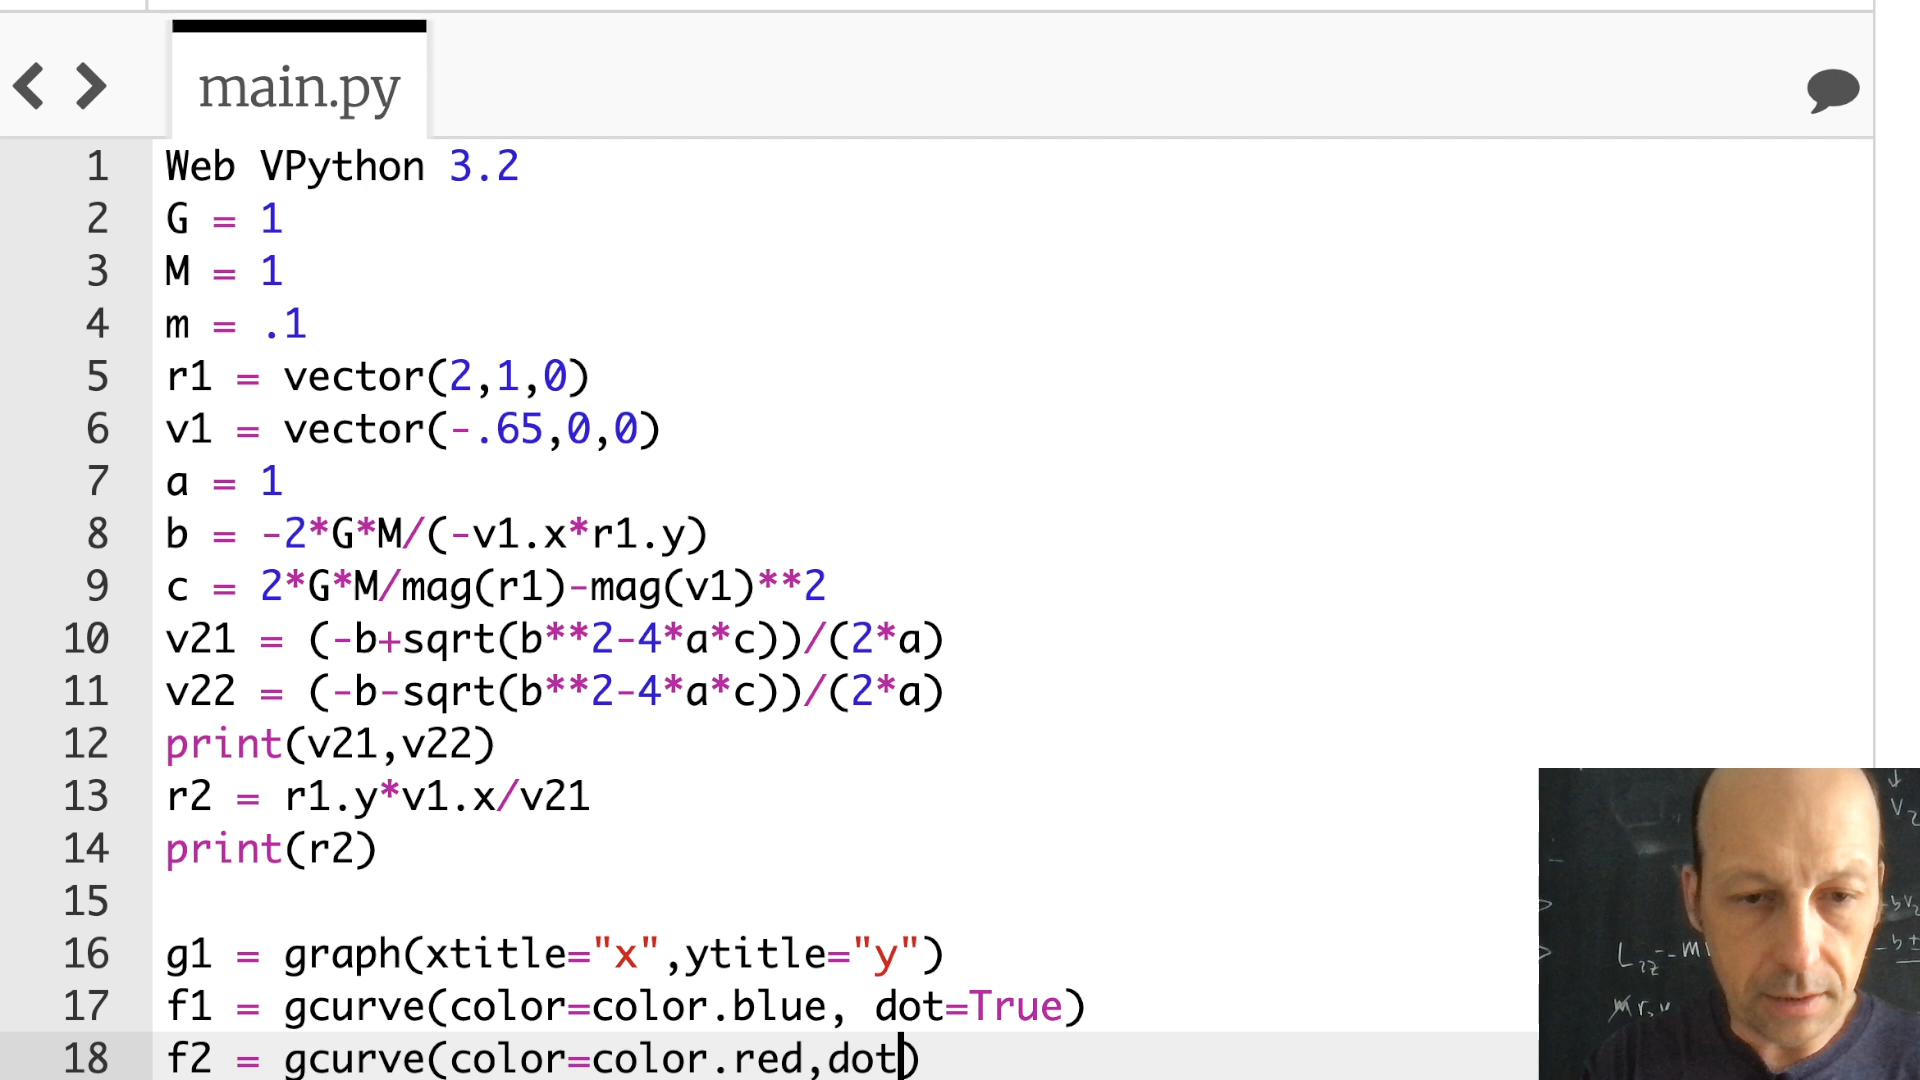 main.py
1 Web VPython 3.2
2 G = 1
3 M = 1
4 m = .1
5 r1 = vector(2,1,0)
6 v1 = vector(-.65,0,0)
7 a = 1
8 b = -2*G*M/(-v1.x*r1.y)
9 c = 2*G*M/mag(r1)-mag(v1)**2
10 v21 = (-b+sqrt(b**2-4*a*c))/(2*a)
11 v22 = (-b-sqrt(b**2-4*a*c))/(2*a)
12 print(v21,v22)
13 r2 = r1.y*v1.x/v21
14 print(r2)
15
16 g1 = graph(xtitle="x",ytitle="y")
17 f1 = gcurve(color=color.blue, dot=True)
18 f2 = gcurve(color=color.red,dot)